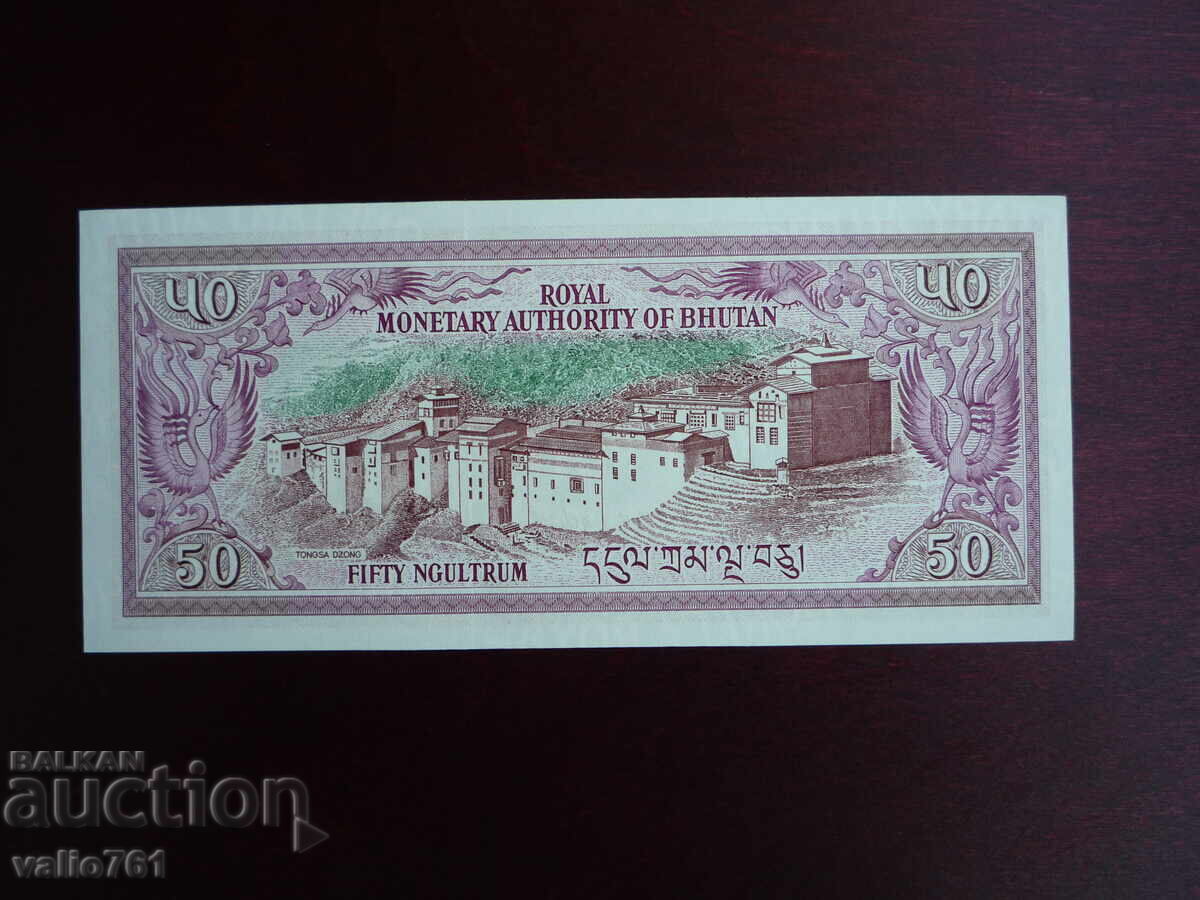 ༥༠ ༥༠
ROYAL
MONETARY AUTHORITY OF BHUTAN
TONGSA DZONG
50 FIFTY NGULTRUM དངུལ་ཀྲམ་ལྔ་བཅུ། 50
BALKAN
auction
valio761